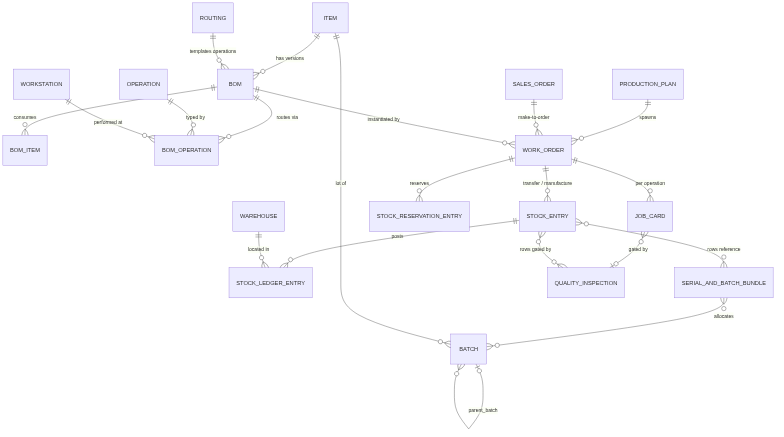 ROUTING
ITEM
templates operations
has versions
WORKSTATION
OPERATION
BOM
SALES_ORDER
PRODUCTION_PLAN
consumes
performed at
typed by
routes via
instantiated by
make-to-order
spawns
BOM_ITEM
BOM_OPERATION
WORK_ORDER
lot of
reserves
transfer / manufacture
per operation
WAREHOUSE
STOCK_RESERVATION_ENTRY
STOCK_ENTRY
JOB_CARD
posts
located in
rows gated by
gated by
rows reference
STOCK_LEDGER_ENTRY
QUALITY_INSPECTION
SERIAL_AND_BATCH_BUNDLE
allocates
BATCH
parent_batch